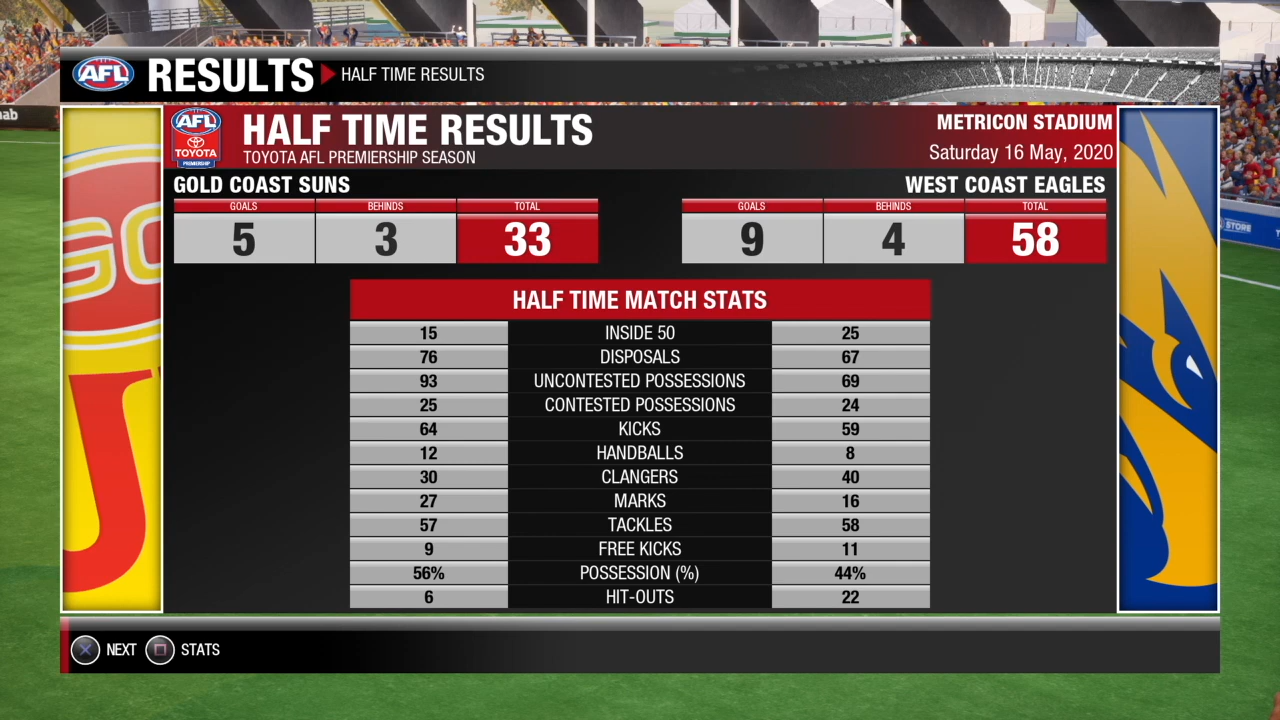 AFL RESULTS HALF TIME RESULTS
AFL
TOYOTA
PREMIERSHIP
HALF TIME RESULTS
TOYOTA AFL PREMIERSHIP SEASON
METRICON STADIUM
Saturday 16 May, 2020
GOLD COAST SUNS
WEST COAST EAGLES
GOALS BEHINDS TOTAL GOALS BEHINDS TOTAL
5 3 33 9 4 58
HALF TIME MATCH STATS
15 INSIDE 50 25
76 DISPOSALS 67
93 UNCONTESTED POSSESSIONS 69
25 CONTESTED POSSESSIONS 24
64 KICKS 59
12 HANDBALLS 8
30 CLANGERS 40
27 MARKS 16
57 TACKLES 58
9 FREE KICKS 11
56% POSSESSION (%) 44%
6 HIT-OUTS 22
NEXT STATS
STORE